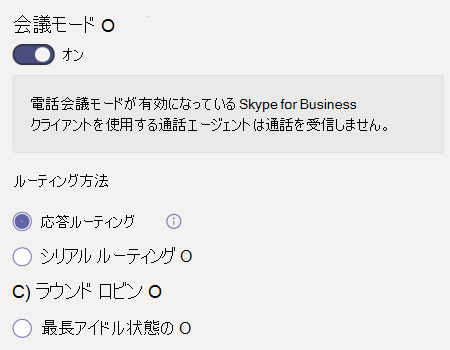 会議モード O
オン
電話会議モードが有効になっている Skype for Business
クライアントを使用する通話エージェントは通話を受信しません。
ルーティング方法
応答ルーティング
シリアル ルーティング O
C) ラウンド ロビン O
最長アイドル状態の O